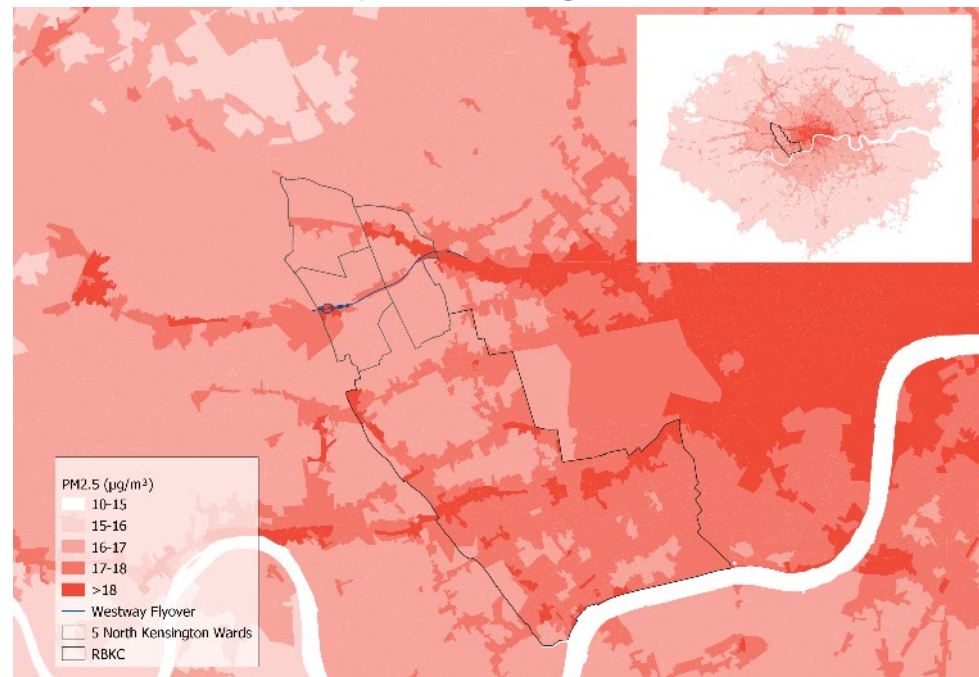 PM2.5 (µg/m³)
10-15
15-16
16-17
17-18
>18
Westway Flyover
5 North Kensington Wards
RBKC